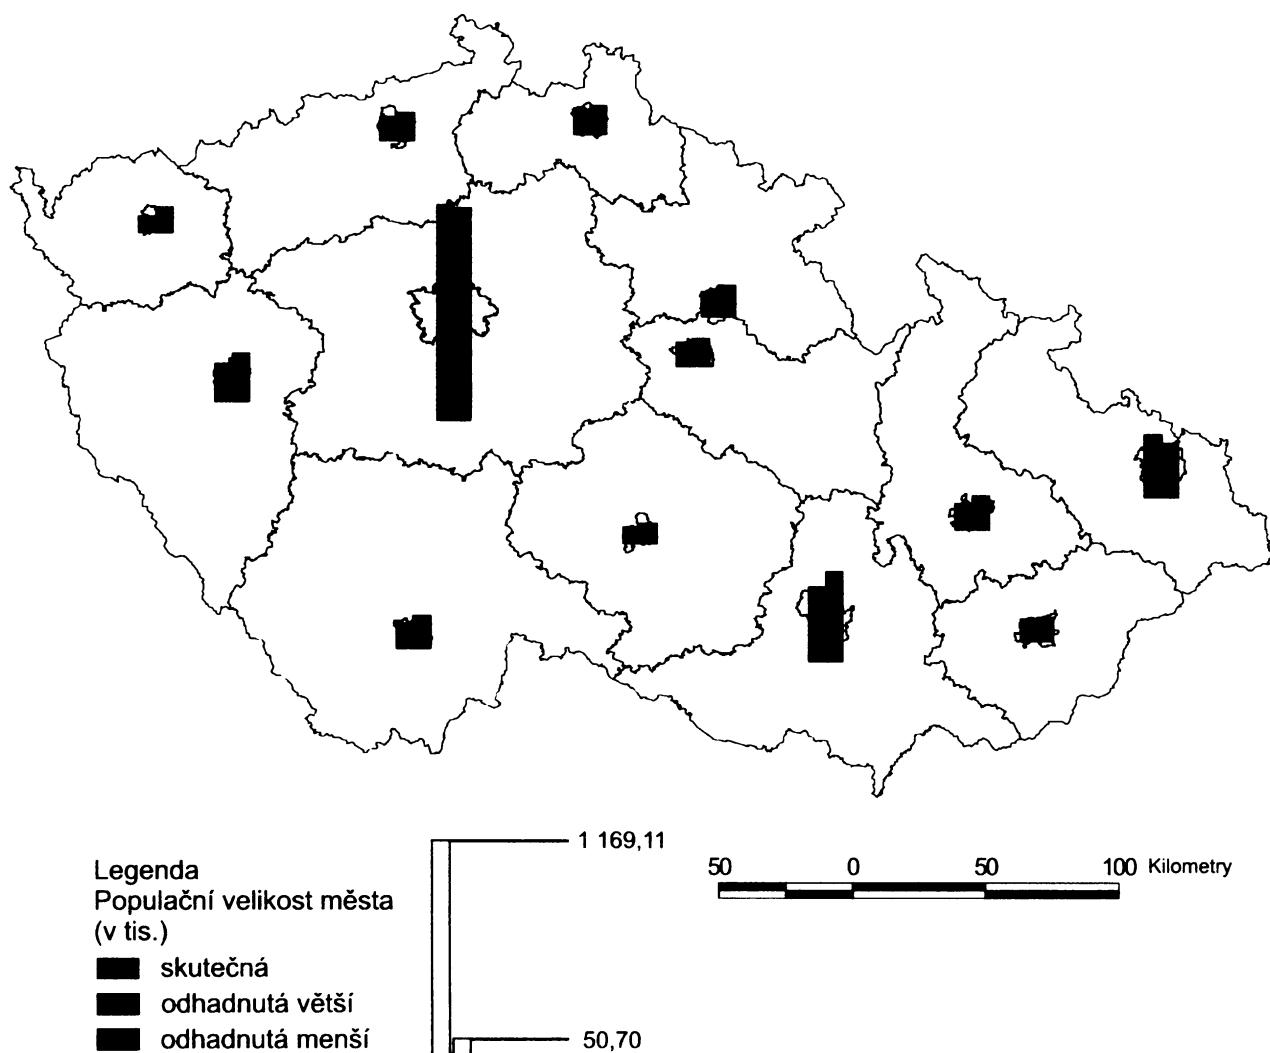 1 169,11
Legenda
Populační velikost města
(v tis.)
skutečná
odhadnutá větší
odhadnutá menší
50,70
50 0 50 100 Kilometry